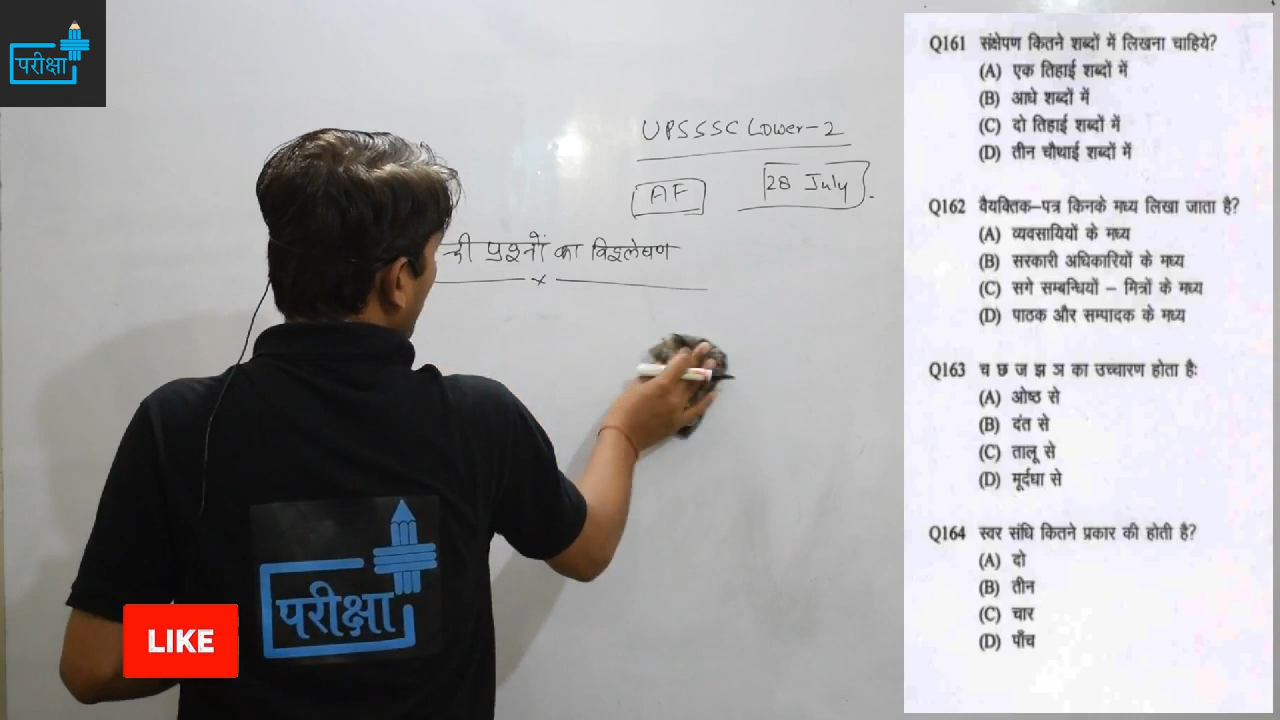 परीक्षा
UPSSSC Lower-2
AF
28 July
प्रश्नों का विश्लेषण
परीक्षा
LIKE
Q161 संक्षेपण कितने शब्दों में लिखना चाहिये?
(A) एक तिहाई शब्दों में
(B) आधे शब्दों में
(C) दो तिहाई शब्दों में
(D) तीन चौथाई शब्दों में
Q162 वैयक्तिक–पत्र किनके मध्य लिखा जाता है?
(A) व्यवसायियों के मध्य
(B) सरकारी अधिकारियों के मध्य
(C) सगे सम्बन्धियों – मित्रों के मध्य
(D) पाठक और सम्पादक के मध्य
Q163 च छ ज झ ञ का उच्चारण होता है:
(A) ओष्ठ से
(B) दंत से
(C) तालू से
(D) मूर्दधा से
Q164 स्वर संधि कितने प्रकार की होती है?
(A) दो
(B) तीन
(C) चार
(D) पाँच